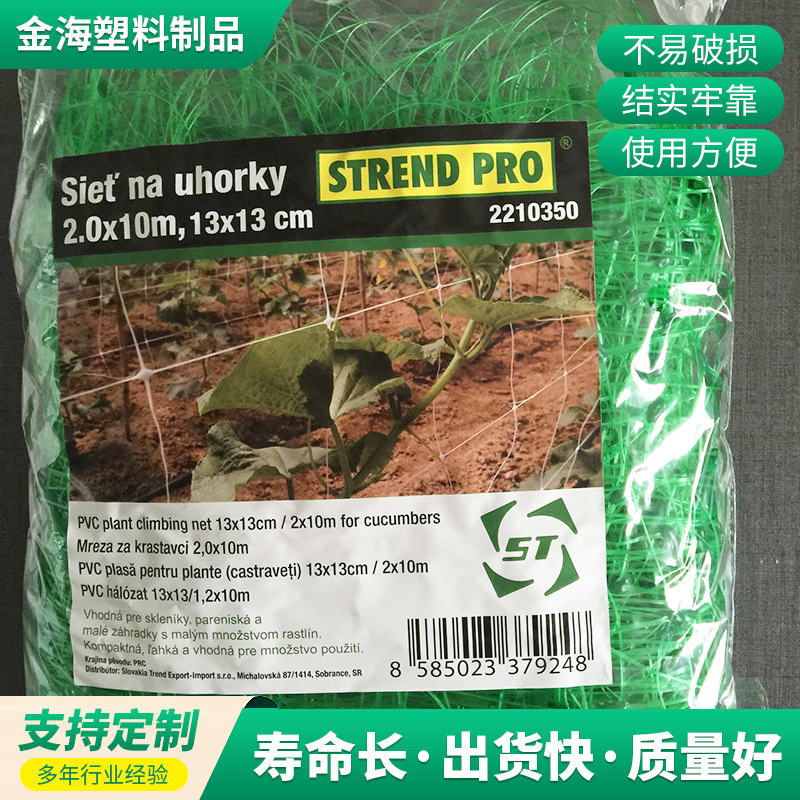 金海塑料制品
不易破损
结实牢靠
使用方便
Sieť na uhorky
2.0x10m, 13x13 cm
STREND PRO ®
2210350
PVC plant climbing net 13x13cm / 2x10m for cucumbers
Mreza za krastavci 2,0x10m
PVC plasă pentru plante (castraveți) 13x13cm / 2x10m
PVC hálózat 13x13/1,2x10m
ST
Vhodná pre skleníky, pareniská a
malé záhradky s malým množstvom rastlín.
Kompaktná, ľahká a vhodná pre množstvo použití.
Krajina pôvodu: PRC
Distribútor: Slovakia Trend Export-Import s.r.o., Michalovská 87/1414, Sobrance, SR
8 585023 379248
支持定制
多年行业经验
寿命长·出货快·质量好